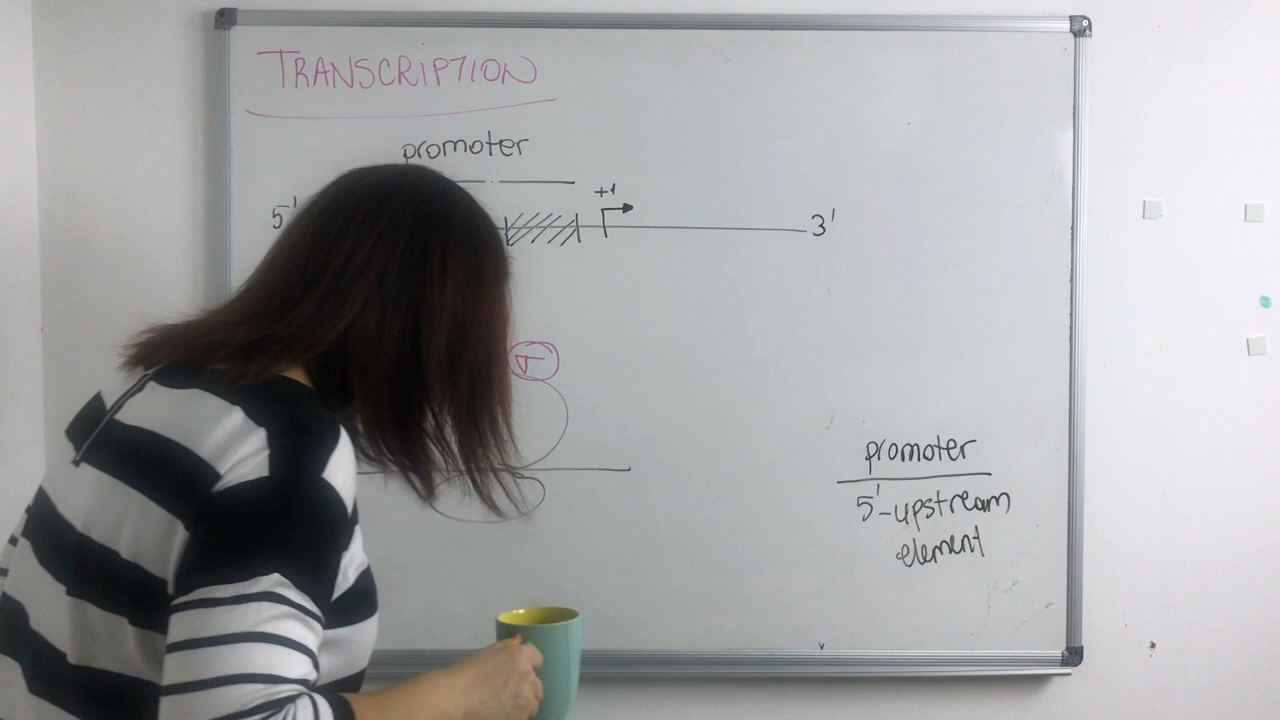 TRANSCRIPTION
promoter
+1
5' 3'
σ
promoter
5'-upstream
element